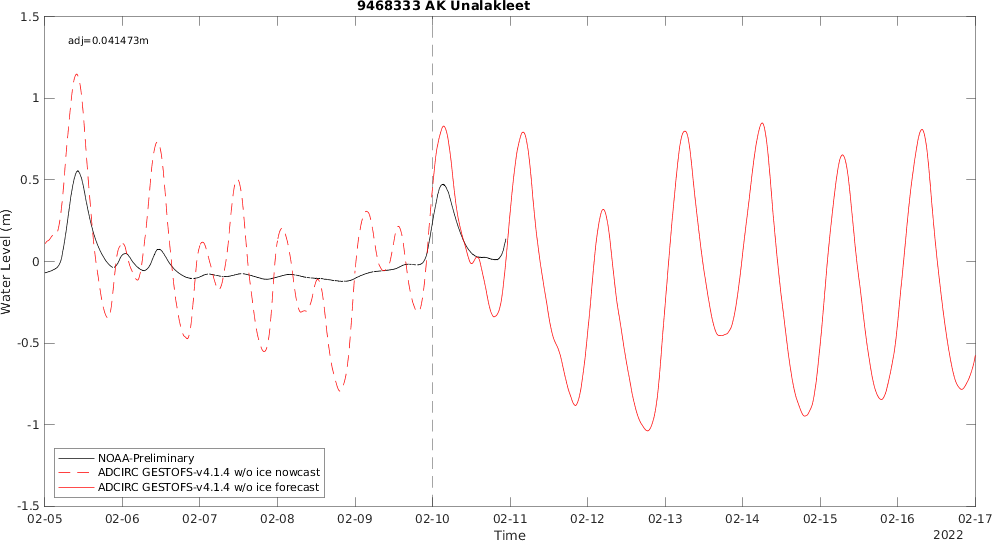 9468333 AK Unalakleet
adj=0.041473m
1.5
1
0.5
0
-0.5
-1
-1.5
Water Level (m)
NOAA-Preliminary
ADCIRC GESTOFS-v4.1.4 w/o ice nowcast
ADCIRC GESTOFS-v4.1.4 w/o ice forecast
02-05 02-06 02-07 02-08 02-09 02-10 02-11 02-12 02-13 02-14 02-15 02-16 02-17
Time
2022